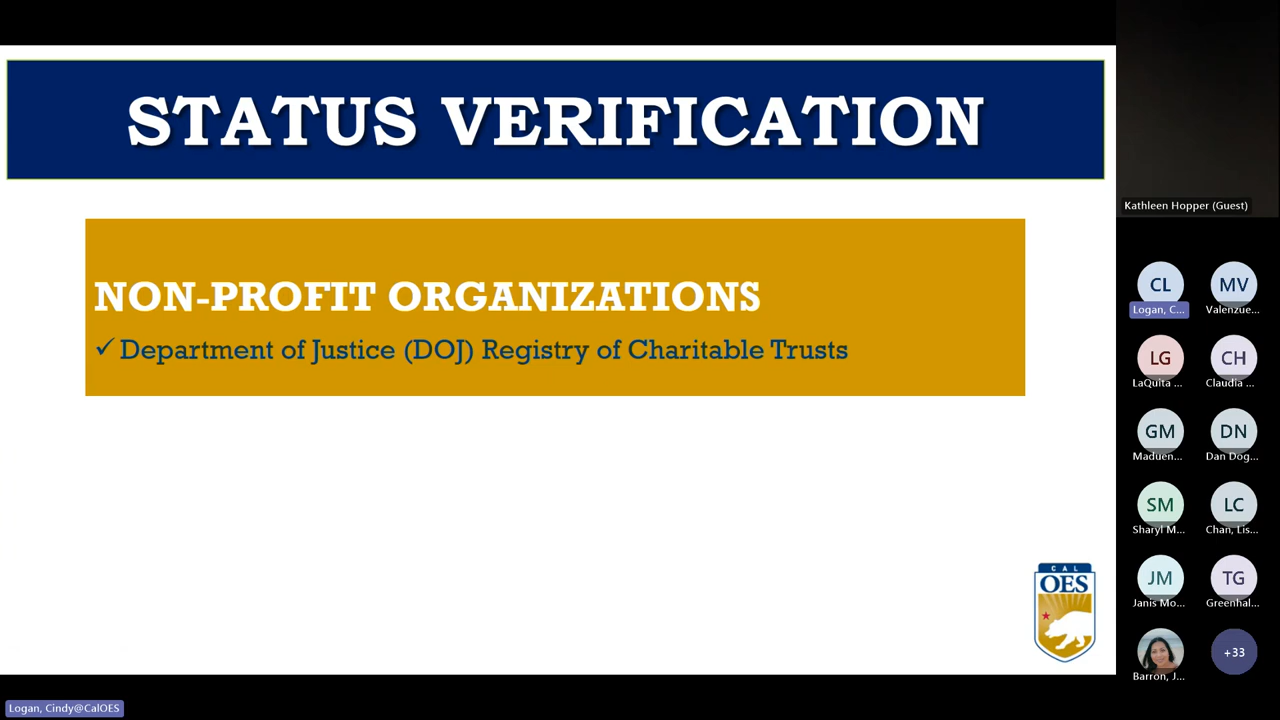 STATUS VERIFICATION
NON-PROFIT ORGANIZATIONS
✓ Department of Justice (DOJ) Registry of Charitable Trusts
CAL
OES
Logan, Cindy@CalOES
Kathleen Hopper (Guest)
CL
MV
Logan, C...
Valenzue...
LG
CH
LaQuita ...
Claudia ...
GM
DN
Maduen...
Dan Dog...
SM
LC
Sharyl M...
Chan, Lis...
JM
TG
Janis Mo...
Greenhal...
+33
Barron, J...